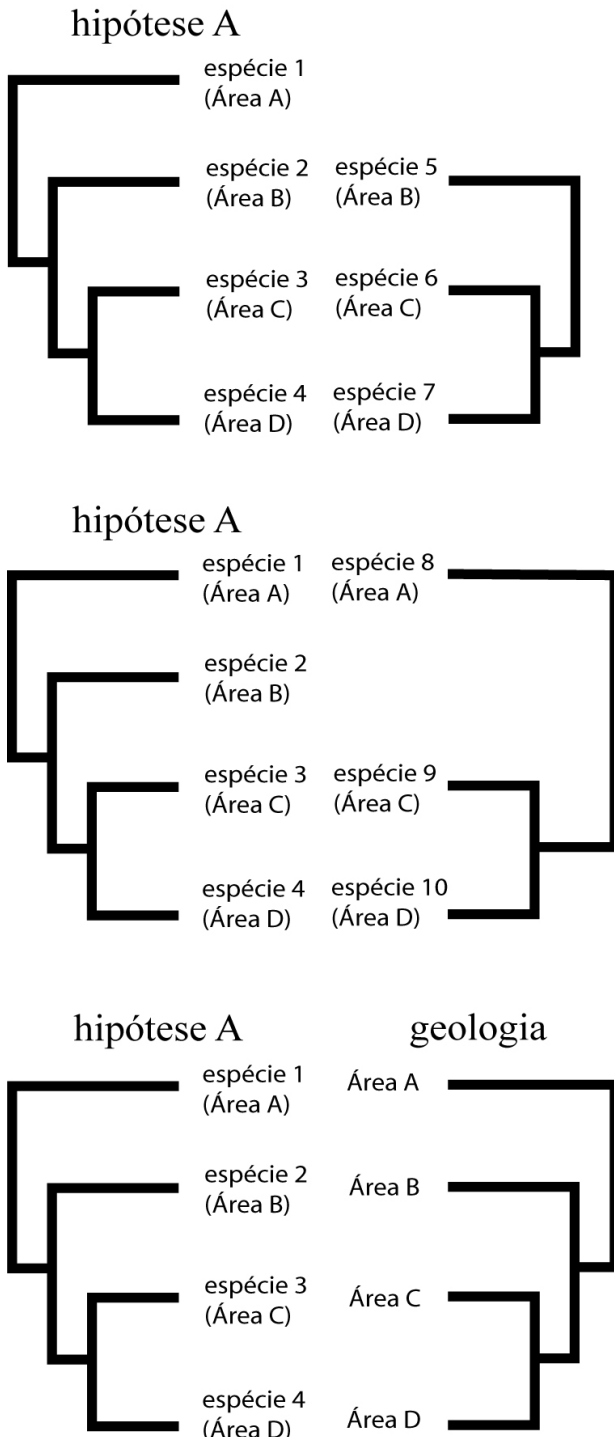 hipótese A
espécie 1
(Área A)
espécie 2 espécie 5
(Área B) (Área B)
espécie 3 espécie 6
(Área C) (Área C)
espécie 4 espécie 7
(Área D) (Área D)
hipótese A
espécie 1 espécie 8
(Área A) (Área A)
espécie 2
(Área B)
espécie 3 espécie 9
(Área C) (Área C)
espécie 4 espécie 10
(Área D) (Área D)
hipótese A geologia
espécie 1 Área A
(Área A)
espécie 2 Área B
(Área B)
espécie 3 Área C
(Área C)
espécie 4 Área D
(Área D)